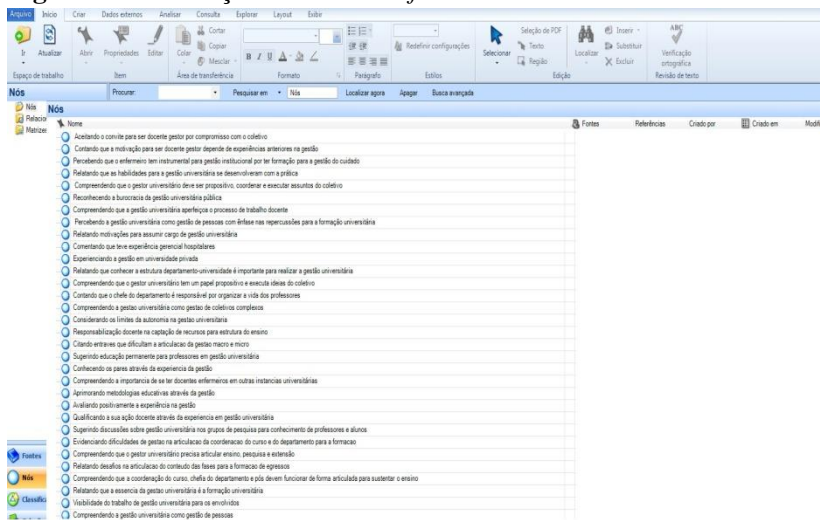 Arquivo Início Criar Dados externos Analisar Consulta Explorar Layout Exibir
Ir Atualizar Abrir Propriedades Editar Colar Cortar Copiar Mesclar
B I U A
Redefinir configurações
Selecionar Seleção de PDF Texto Região
Localizar Inserir Substituir Excluir
ABC Verificação ortográfica
Espaço de trabalho Item Área de transferência Formato Parágrafo Estilos Edição Revisão de texto
Nós Procurar: Pesquisar em Nós Localizar agora Apagar Busca avançada
Nós
Relacio
Matrizes
Nós
Nome Fontes Referências Criado por Criado em Modifi
Aceitando o convite para ser docente gestor por compromisso com o coletivo
Contando que a motivação para ser docente gestor depende de experiências anteriores na gestão
Percebendo que o enfermeiro tem instrumental para gestão institucional por ter formação para a gestão do cuidado
Relatando que as habilidades para a gestão universitária se desenvolveram com a prática
Compreendendo que o gestor universitário deve ser propositivo, coordenar e executar assuntos do coletivo
Reconhecendo a burocracia da gestão universitária pública
Compreendendo que a gestão universitária aperfeiços o processo de trabalho docente
Percebendo a gestão universitária como gestão de pessoas com ênfase nas repercussões para a formação universitária
Relatando motivações para assumir cargo de gestão universitária
Comentando que teve experiência gerencial hospitalares
Experienciando a gestão em universidade privada
Relatando que conhecer a estrutura departamento-universidade é importante para realizar a gestão universitária
Compreendendo que o gestor universitário tem um papel propositivo e executa ideias do coletivo
Contando que o chefe do departamento é responsável por organizar a vida dos professores
Compreendendo a gestao universitária como gestao de coletivos complexos
Considerando os limites da autonomia na gestao universitaria
Responsabilização docente na captação de recursos para estrutura do ensino
Citando entraves que dificultam a articulacao da gestao macro e micro
Sugerindo educação permanente para professores em gestão universitária
Conhecendo os pares através da experiencia da gestão
Compreendendo a importancia de se ter docentes enfermeiros em outras instancias universitárias
Aprimorando metodologias educativas através da gestão
Avaliando positivamente a experiência na gestão
Qualificando a sua ação docente através da experiencia em gestão universitária
Sugerindo discussões sobre gestão universitária nos grupos de pesquisa para conhecimento de professores e alunos
Evidenciando dificuldades de gestao na articulacao da coordenacao do curso e do departamento para a formacao
Compreendendo que o gestor universitário precisa articular ensino, pesquisa e extensão
Relatando desafios na articulacao do conteudo das fases para a formacao de egressos
Compreendendo que a coordenação do curso, chefia do departamento e pós devem funcionar de forma articulada para sustentar o ensino
Relatando que a essencia da gestao universitária é a formação universitária
Visibilidade do trabalho de gestão universitária para os envolvidos
Compreendendo a gestão universitária como gestão de pessoas
Fontes
Nós
Classific